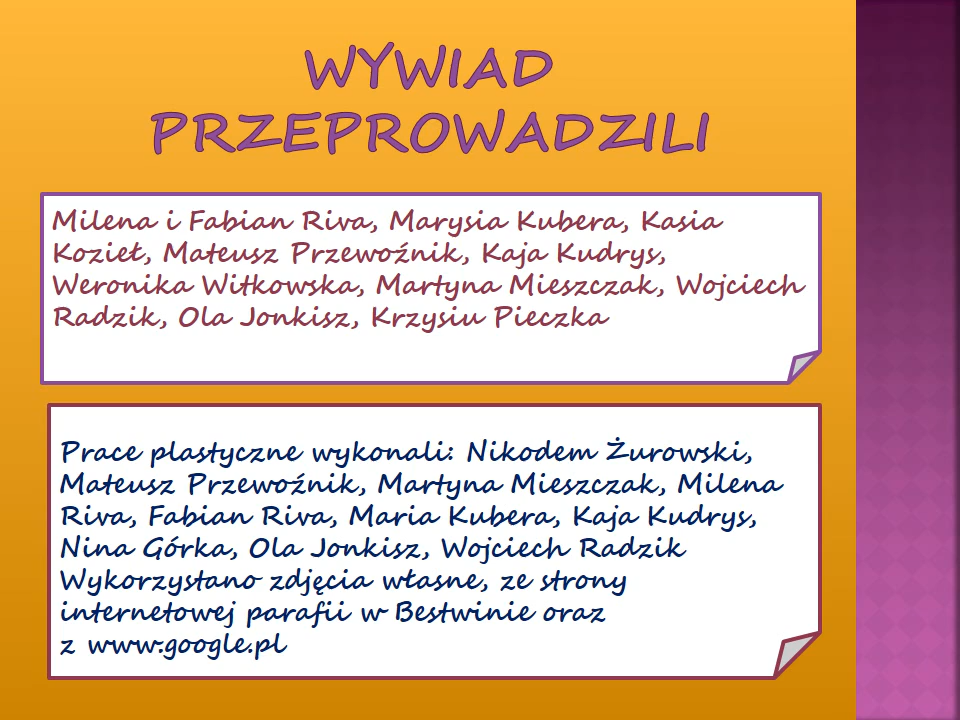 WYWIAD
PRZEPROWADZILI
Milena i Fabian Riva, Marysia Kubera, Kasia
Kozieł, Mateusz Przewoźnik, Kaja Kudrys,
Weronika Witkowska, Martyna Mieszczak, Wojciech
Radzik, Ola Jonkisz, Krzysiu Pieczka
Prace plastyczne wykonali: Nikodem Żurowski,
Mateusz Przewoźnik, Martyna Mieszczak, Milena
Riva, Fabian Riva, Maria Kubera, Kaja Kudrys,
Nina Górka, Ola Jonkisz, Wojciech Radzik
Wykorzystano zdjęcia własne, ze strony
internetowej parafii w Bestwinie oraz
z www.google.pl